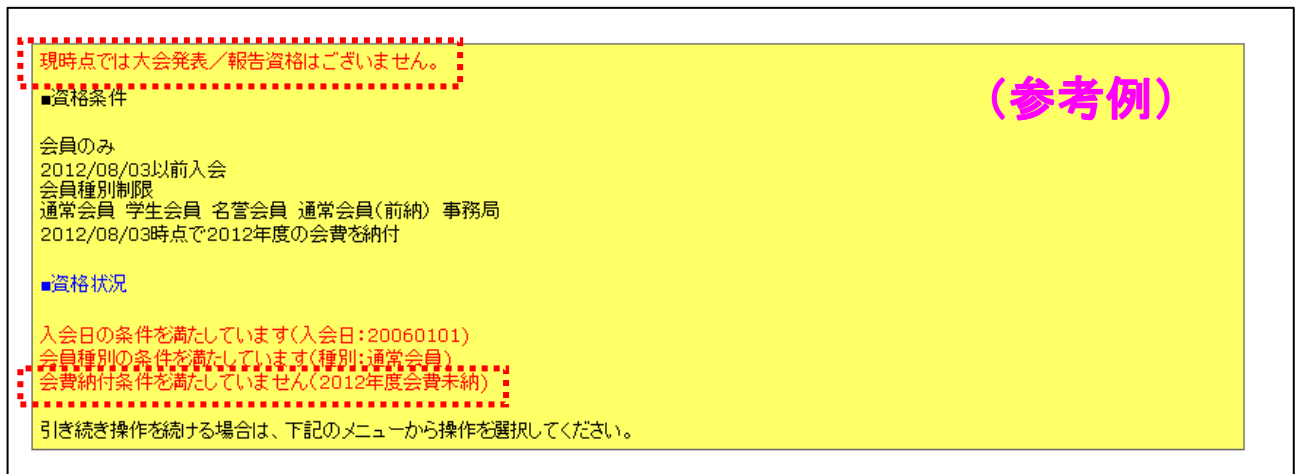 現時点では大会発表／報告資格はございません。
（参考例）
■資格条件
会員のみ
2012/08/03以前入会
会員種別制限
通常会員 学生会員 名誉会員 通常会員(前納) 事務局
2012/08/03時点で2012年度の会費を納付
■資格状況
入会日の条件を満たしています(入会日:20060101)
会員種別の条件を満たしています(種別:通常会員)
会費納付条件を満たしていません(2012年度会費未納)
引き続き操作を続ける場合は、下記のメニューから操作を選択してください。